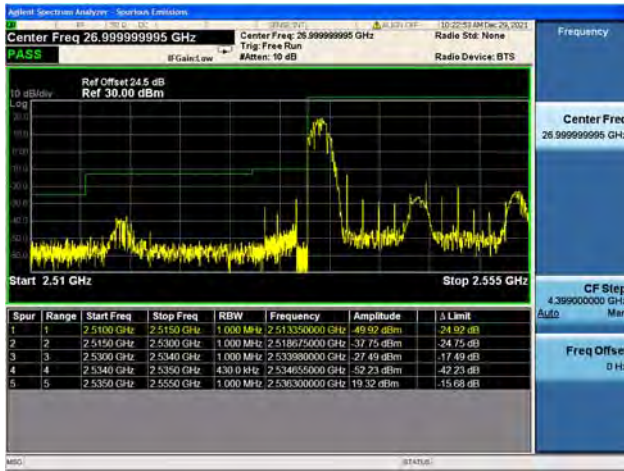 Agilent Spectrum Analyzer - Spurious Emissions
RF 50 Ω DC SENSE:INT ALIGN OFF 10:22:53 AM Dec 29, 2021
Center Freq 26.999999995 GHz Center Freq: 26.999999995 GHz Radio Std: None Frequency
Trig: Free Run
PASS IFGain:Low #Atten: 10 dB Radio Device: BTS
Ref Offset 24.5 dB
10 dB/div Ref 30.00 dBm
Log
Center Freq
26.999999995 GHz
Start 2.51 GHz Stop 2.555 GHz
CF Step
4.399000000 GHz
Auto Man
Spur Range Start Freq Stop Freq RBW Frequency Amplitude Δ Limit
1 1 2.5100 GHz 2.5150 GHz 1.000 MHz 2.513350000 GHz -49.92 dBm -24.92 dB
2 2 2.5150 GHz 2.5300 GHz 1.000 MHz 2.518675000 GHz -37.75 dBm -24.75 dB
3 3 2.5300 GHz 2.5340 GHz 1.000 MHz 2.533980000 GHz -27.49 dBm -17.49 dB
4 4 2.5340 GHz 2.5350 GHz 430.0 kHz 2.534655000 GHz -52.23 dBm -42.23 dB
5 5 2.5350 GHz 2.5550 GHz 1.000 MHz 2.536300000 GHz 19.32 dBm -15.68 dB
Freq Offset
0 Hz
MSG STATUS